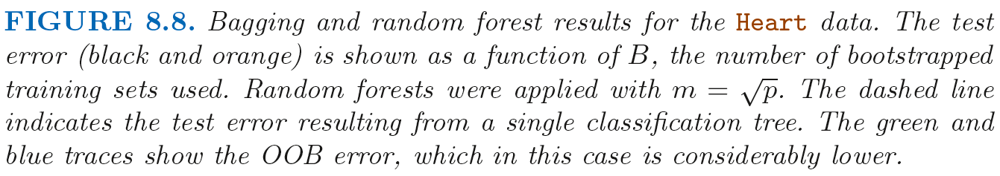 FIGURE 8.8. Bagging and random forest results for the Heart data. The test
error (black and orange) is shown as a function of B, the number of bootstrapped
training sets used. Random forests were applied with m = √p. The dashed line
indicates the test error resulting from a single classification tree. The green and
blue traces show the OOB error, which in this case is considerably lower.